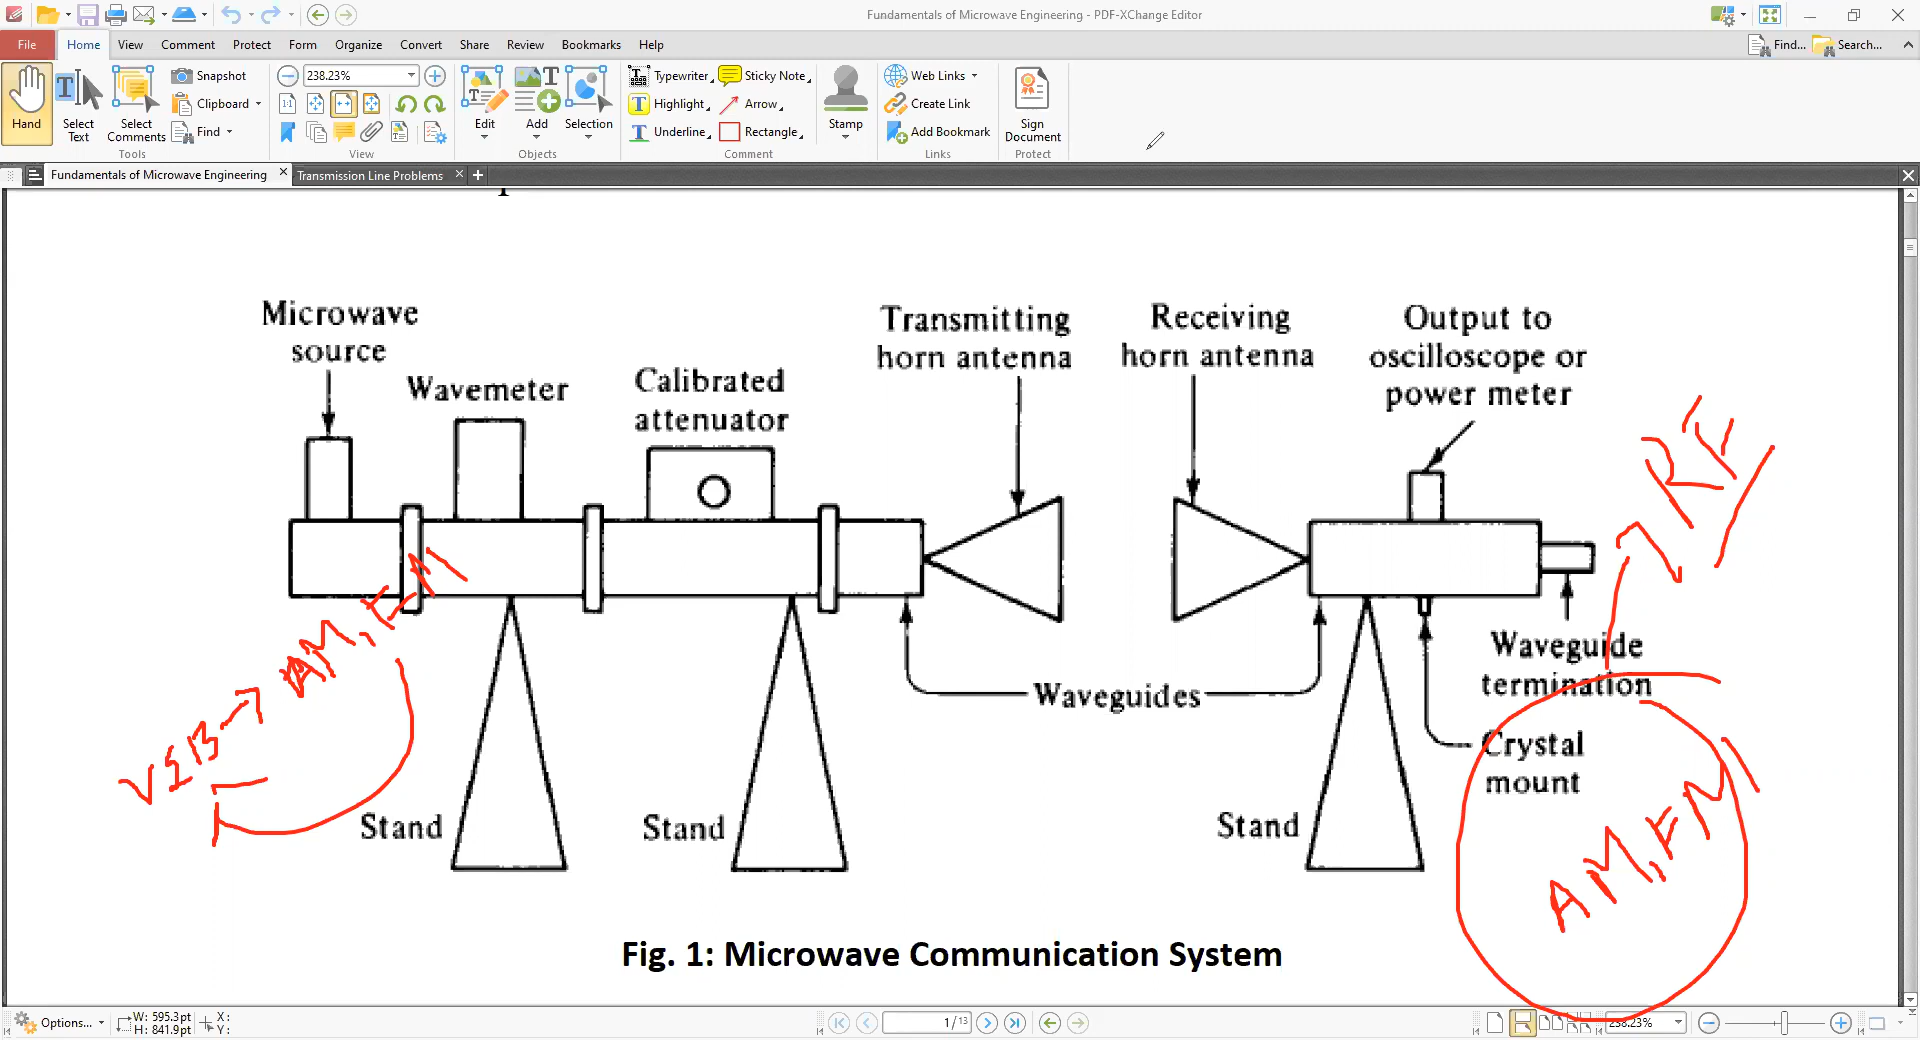 Fundamentals of Microwave Engineering - PDF-XChange Editor
File Home View Comment Protect Form Organize Convert Share Review Bookmarks Help
Find... Search...
Hand
Select Text
Select Comments
Snapshot
Clipboard
Find
Tools
238.23%
View
Edit
Add
Selection
Objects
Typewriter
Highlight
Underline
Sticky Note
Arrow
Rectangle
Comment
Stamp
Web Links
Create Link
Add Bookmark
Links
Sign Document
Protect
Fundamentals of Microwave Engineering
Transmission Line Problems
Microwave
source
Wavemeter
Calibrated
attenuator
Transmitting
horn antenna
Receiving
horn antenna
Output to
oscilloscope or
power meter
RF
AM, FM
VSB → AM, FM
Waveguides
Waveguide
termination
Crystal
mount
AM, FM
Stand
Stand
Stand
Fig. 1: Microwave Communication System
Options...
W: 595.3pt
H: 841.9pt
X:
Y:
1 / 13
238.23%